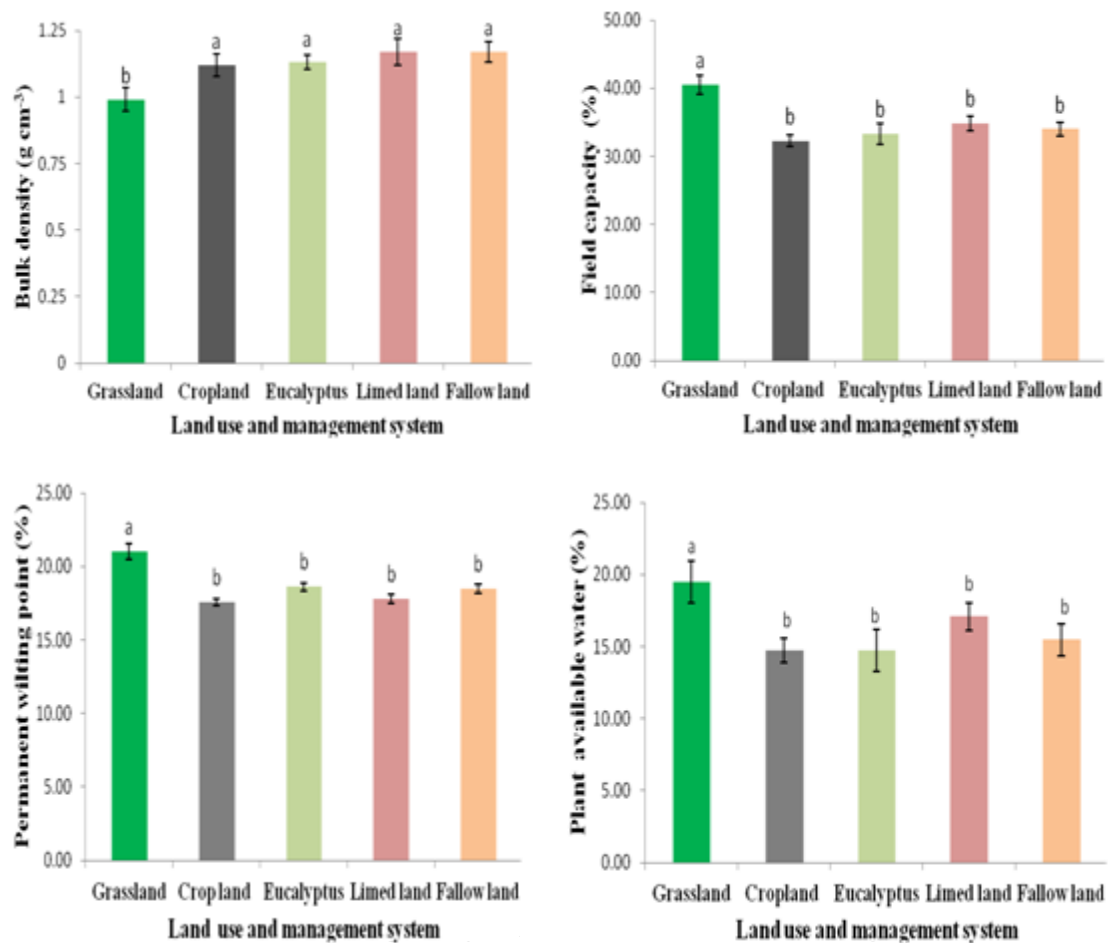 Bulk density (g cm⁻³)
1.25
1
0.75
0.5
0.25
0
b
a
a
a
a
Grassland Cropland Eucalyptus Limed land Fallow land
Land use and management system
Field capacity (%)
50.00
40.00
30.00
20.00
10.00
0.00
a
b
b
b
b
Grassland Cropland Eucalyptus Limed land Fallow land
Land use and management system
Permanent wilting point (%)
25.00
20.00
15.00
10.00
5.00
0.00
a
b
b
b
b
Grassland Cropland Eucalyptus Limed land Fallow land
Land use and management system
Plant available water (%)
25.00
20.00
15.00
10.00
5.00
0.00
a
b
b
b
b
Grassland Cropland Eucalyptus Limed land Fallow land
Land use and management system